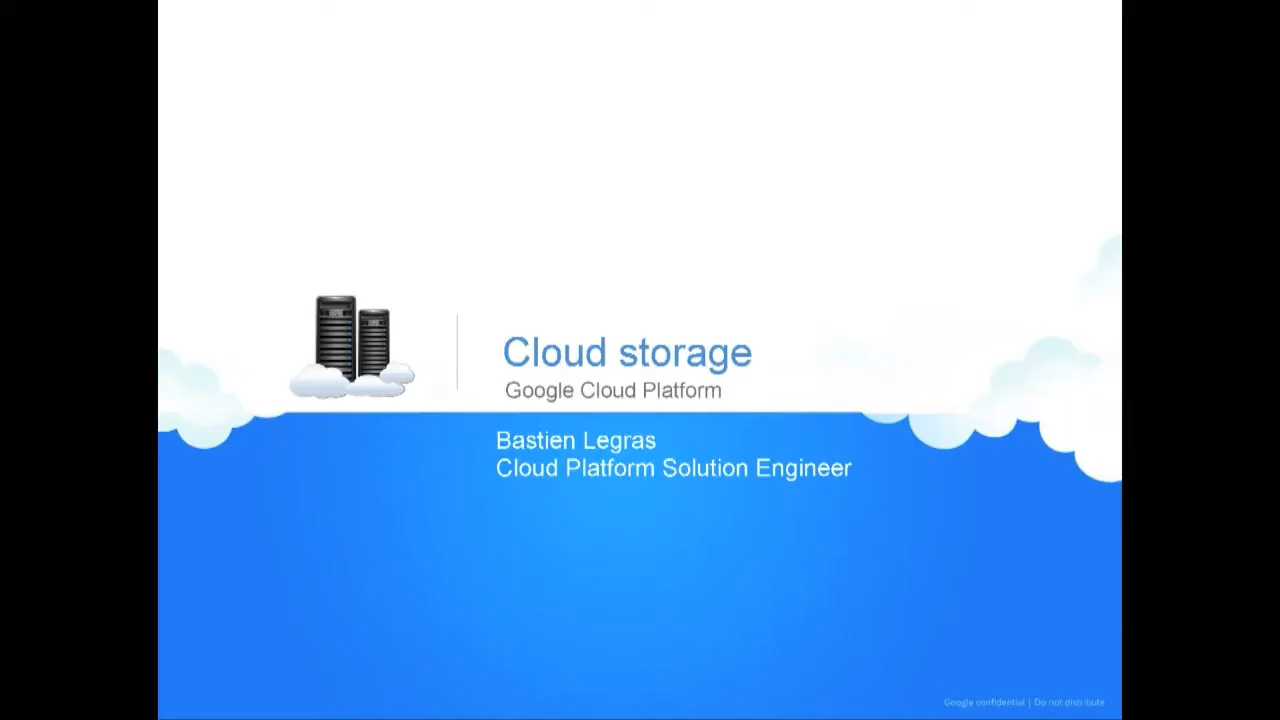 Cloud storage
Google Cloud Platform
Bastien Legras
Cloud Platform Solution Engineer
Google confidential | Do not distribute